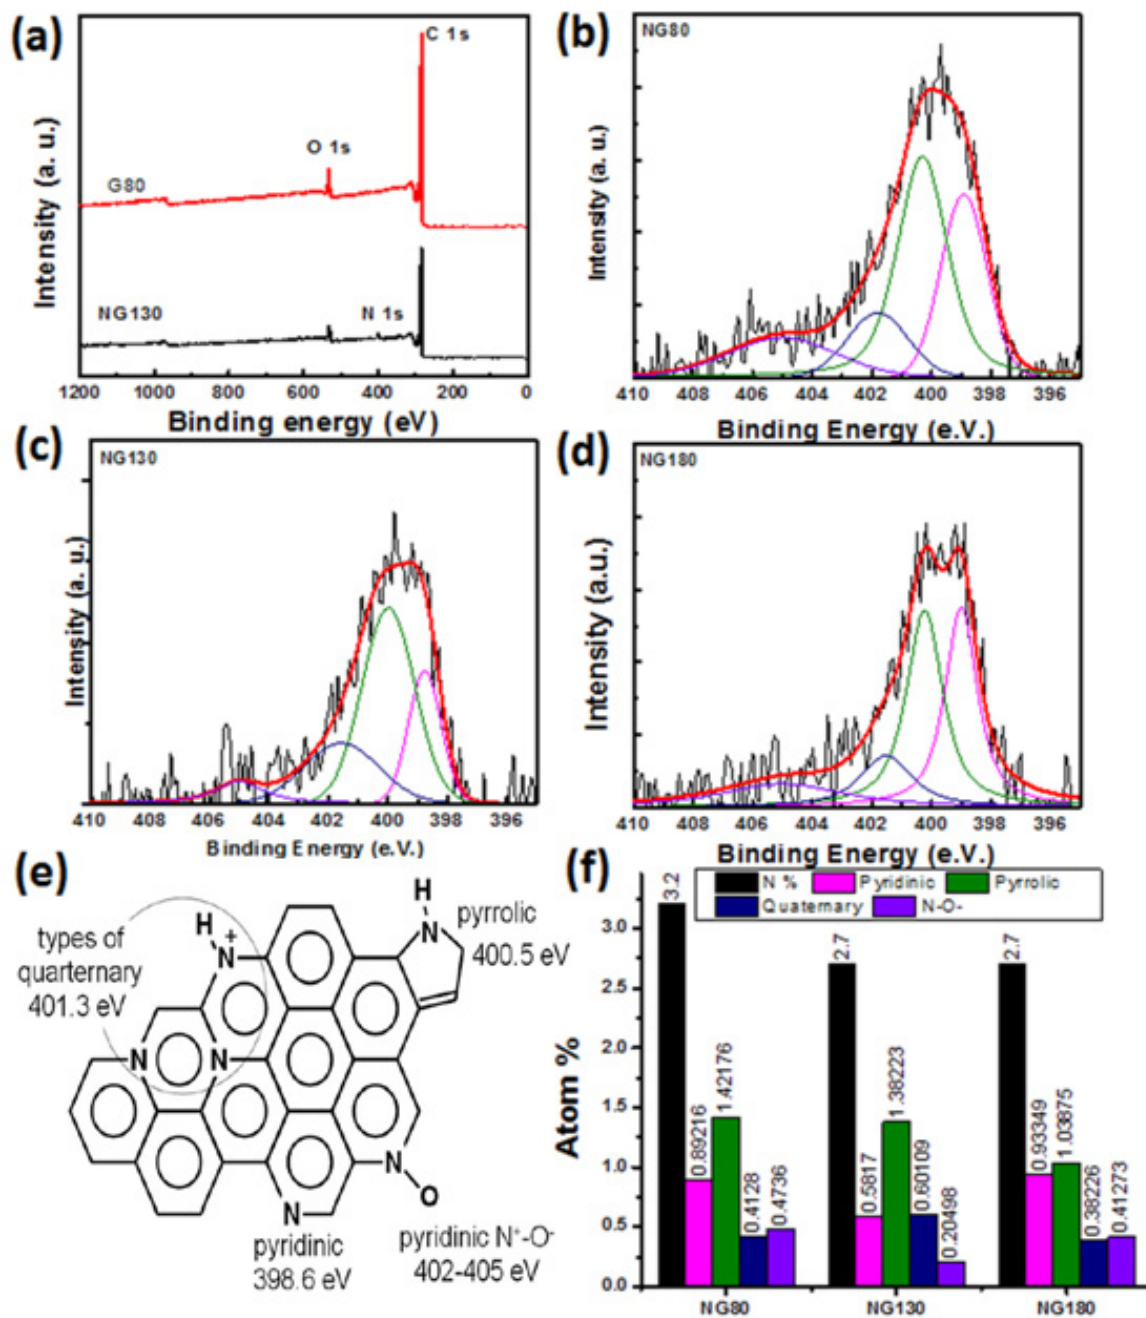 (a)
C 1s
O 1s
G80
NG130
N 1s
Intensity (a. u.)
1200 1000 800 600 400 200 0
Binding energy (eV)
(b)
NG80
Intensity (a. u.)
410 408 406 404 402 400 398 396
Binding Energy (e.V.)
(c)
NG130
Intensity (a. u.)
410 408 406 404 402 400 398 396
Binding Energy (e.V.)
(d)
NG180
Intensity (a.u.)
410 408 406 404 402 400 398 396
Binding Energy (e.V.)
(e)
types of
quarternary
401.3 eV
H
N
+
H
N
pyrrolic
400.5 eV
N
N
N
O
N
pyridinic
398.6 eV
pyridinic N⁺-O⁻
402-405 eV
(f)
N %
Pyridinic
Pyrrolic
Quaternary
N-O-
Atom %
3.0
2.5
2.0
1.5
1.0
0.5
0.0
3.2
0.89216
1.42176
0.4128
0.4736
2.7
0.5817
1.38223
0.60109
0.20498
2.7
0.93349
1.03875
0.38226
0.41273
NG80 NG130 NG180